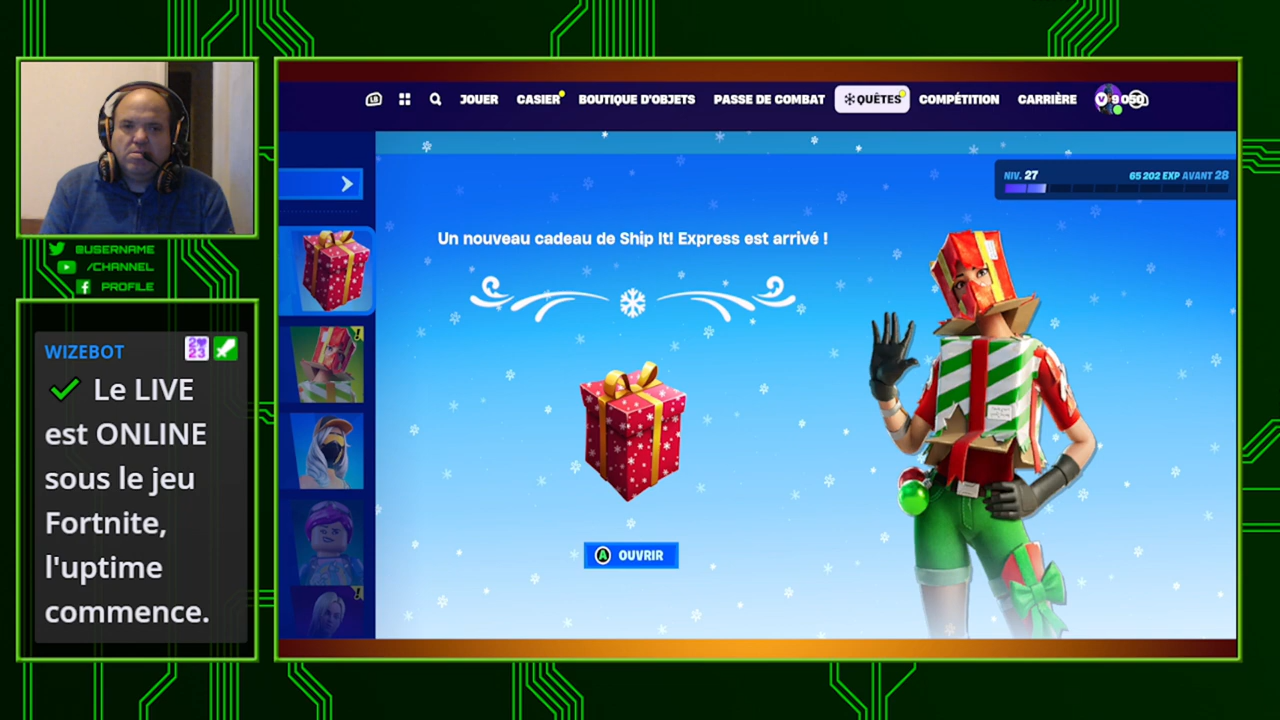 JOUER CASIER BOUTIQUE D'OBJETS PASSE DE COMBAT QUÊTES COMPÉTITION CARRIÈRE
NIV. 27 65 202 EXP AVANT 28
Un nouveau cadeau de Ship It! Express est arrivé !
A OUVRIR
@USERNAME
/CHANNEL
PROFILE
WIZEBOT
Le LIVE
est ONLINE
sous le jeu
Fortnite,
l'uptime
commence.